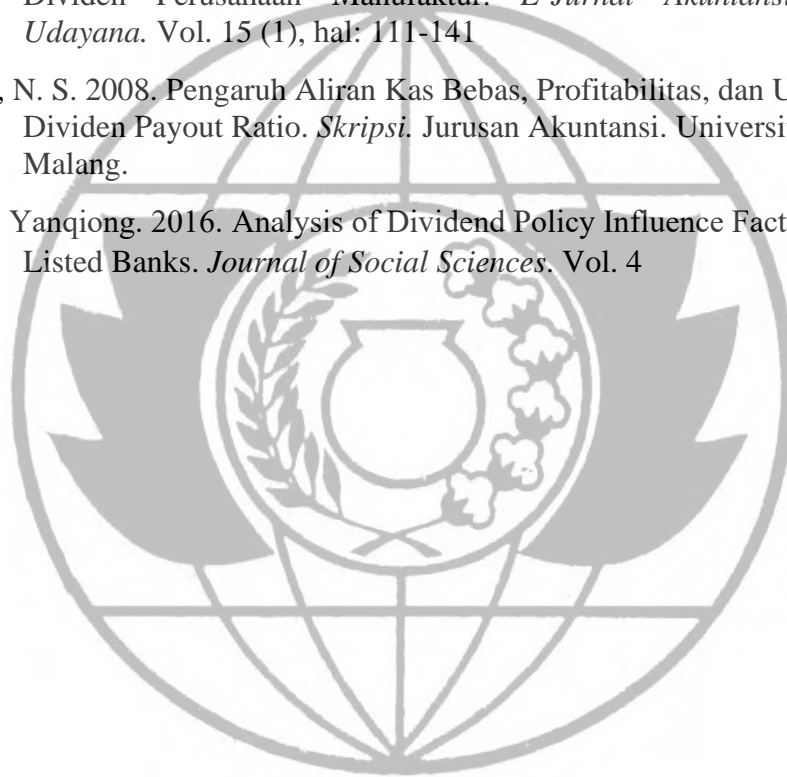 Dividen Perusahaan Manufaktur. E-Jurnal Akuntansi
Udayana. Vol. 15 (1), hal: 111-141
, N. S. 2008. Pengaruh Aliran Kas Bebas, Profitabilitas, dan U
Dividen Payout Ratio. Skripsi. Jurusan Akuntansi. Universit
Malang.
Yanqiong. 2016. Analysis of Dividend Policy Influence Fact
Listed Banks. Journal of Social Sciences. Vol. 4